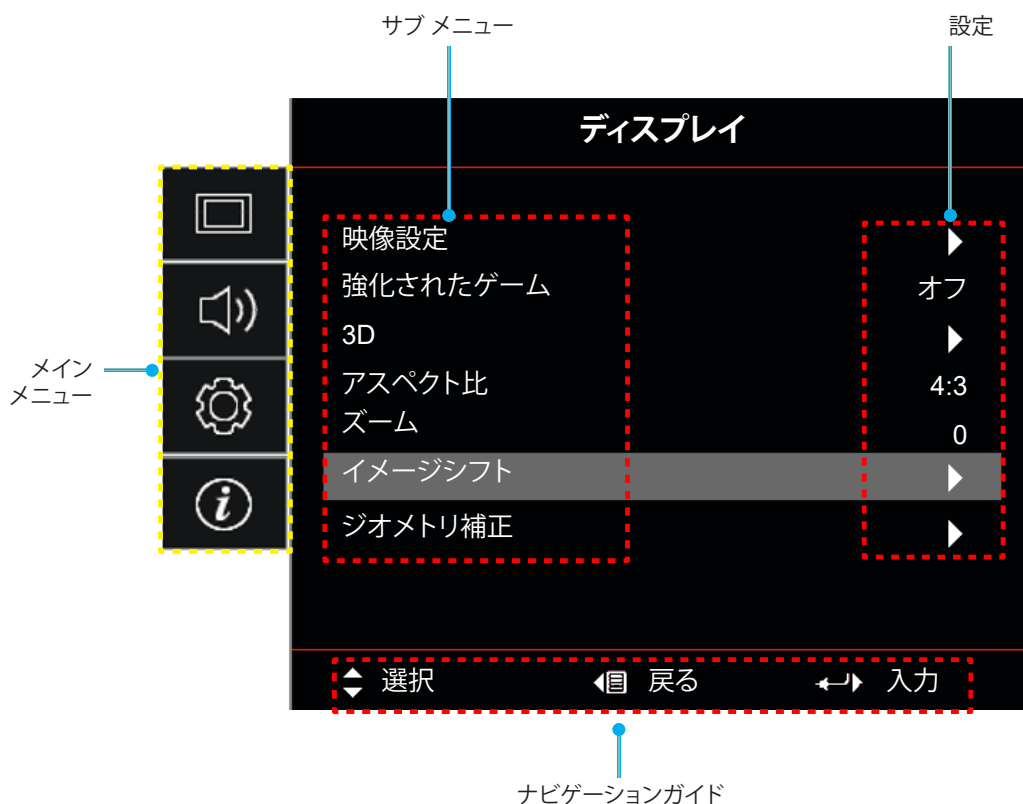 サブ メニュー
設定
ディスプレイ
映像設定
強化されたゲーム
オフ
3D
メイン
メニュー
アスペクト比
4:3
ズーム
0
イメージシフト
ジオメトリ補正
選択
戻る
入力
ナビゲーションガイド